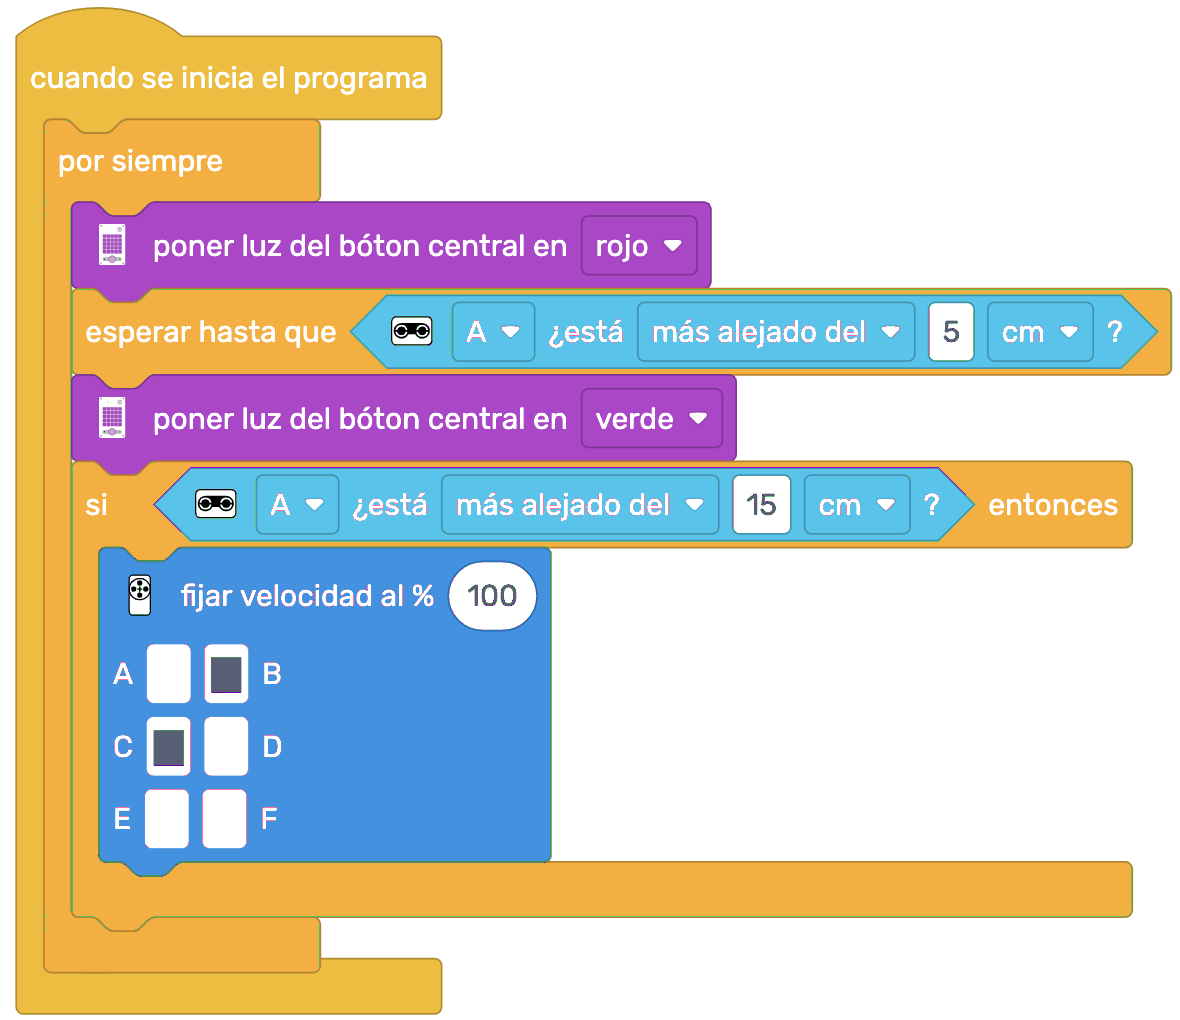 cuando se inicia el programa
por siempre
poner luz del bóton central en rojo
esperar hasta que A ¿está más alejado del 5 cm ?
poner luz del bóton central en verde
si A ¿está más alejado del 15 cm ? entonces
fijar velocidad al % 100
A B
C D
E F